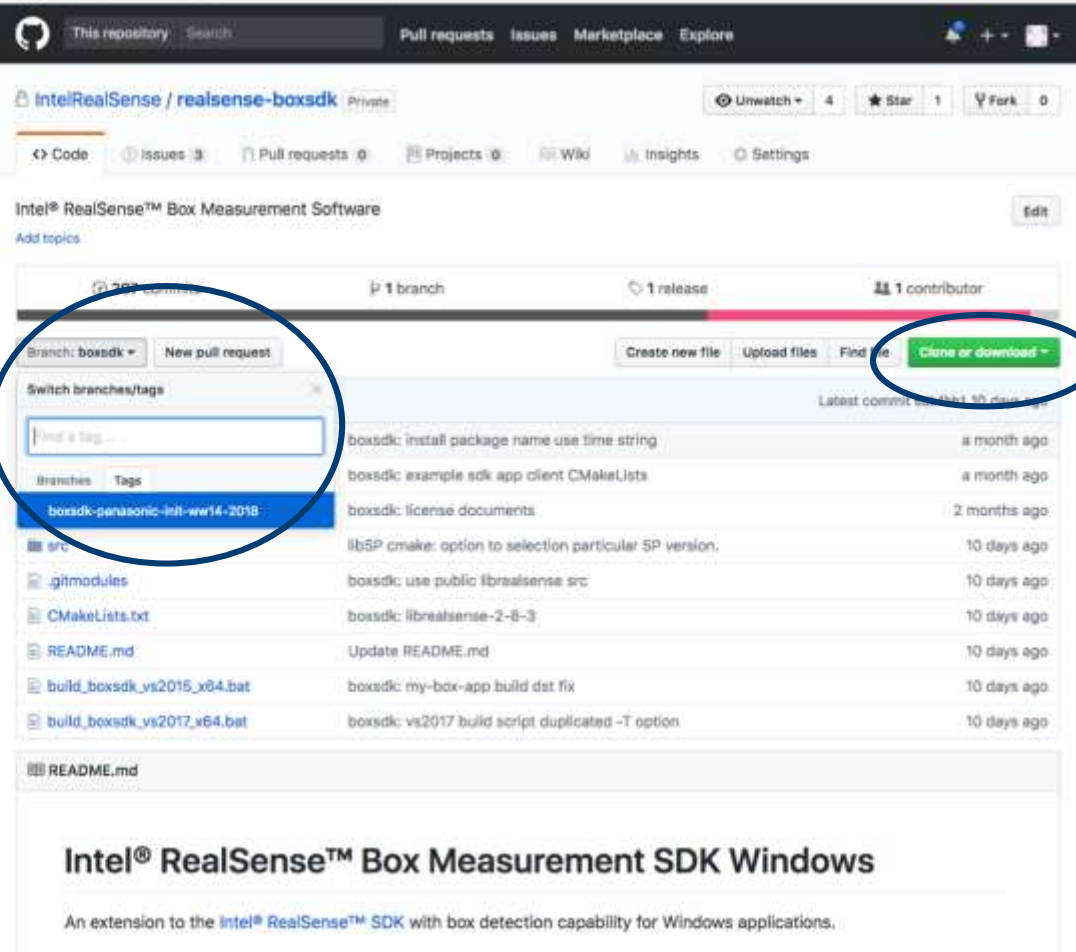 This repository Search Pull requests Issues Marketplace Explore
IntelRealSense / realsense-boxsdk Private Unwatch 4 Star 1 Fork 0
Code Issues 3 Pull requests 0 Projects 0 Wiki Insights Settings
Intel® RealSense™ Box Measurement Software Edit
Add topics
1 branch 1 release 1 contributor
Branch: boxsdk New pull request Create new file Upload files Find file Clone or download
Switch branches/tags
Latest commit 10 days ago
Find a tag...
boxsdk: install package name use time string a month ago
Branches Tags boxsdk: example sdk app client CMakeLists a month ago
boxsdk-panasonic-init-ww14-2018 boxsdk: license documents 2 months ago
src libSP cmake: option to selection particular SP version. 10 days ago
.gitmodules boxsdk: use public librealsense src 10 days ago
CMakeLists.txt boxsdk: librealsense-2-8-3 10 days ago
README.md Update README.md 10 days ago
build_boxsdk_vs2015_x64.bat boxsdk: my-box-app build dst fix 10 days ago
build_boxsdk_vs2017_x64.bat boxsdk: vs2017 build script duplicated -T option 10 days ago
README.md
Intel® RealSense™ Box Measurement SDK Windows
An extension to the Intel® RealSense™ SDK with box detection capability for Windows applications.